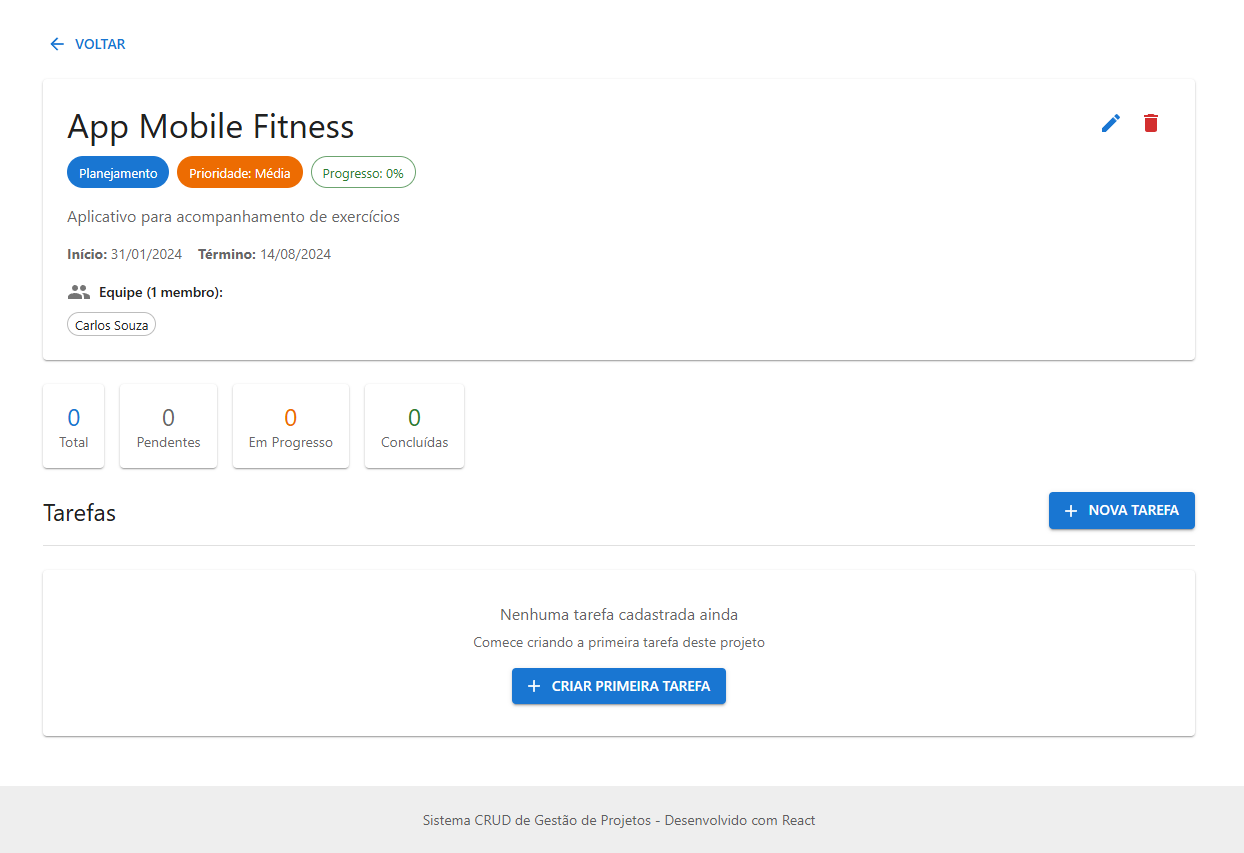 VOLTAR
App Mobile Fitness
Planejamento Prioridade: Média Progresso: 0%
Aplicativo para acompanhamento de exercícios
Início: 31/01/2024 Término: 14/08/2024
Equipe (1 membro):
Carlos Souza
0 0 0 0
Total Pendentes Em Progresso Concluídas
Tarefas + NOVA TAREFA
Nenhuma tarefa cadastrada ainda
Comece criando a primeira tarefa deste projeto
+ CRIAR PRIMEIRA TAREFA
Sistema CRUD de Gestão de Projetos - Desenvolvido com React